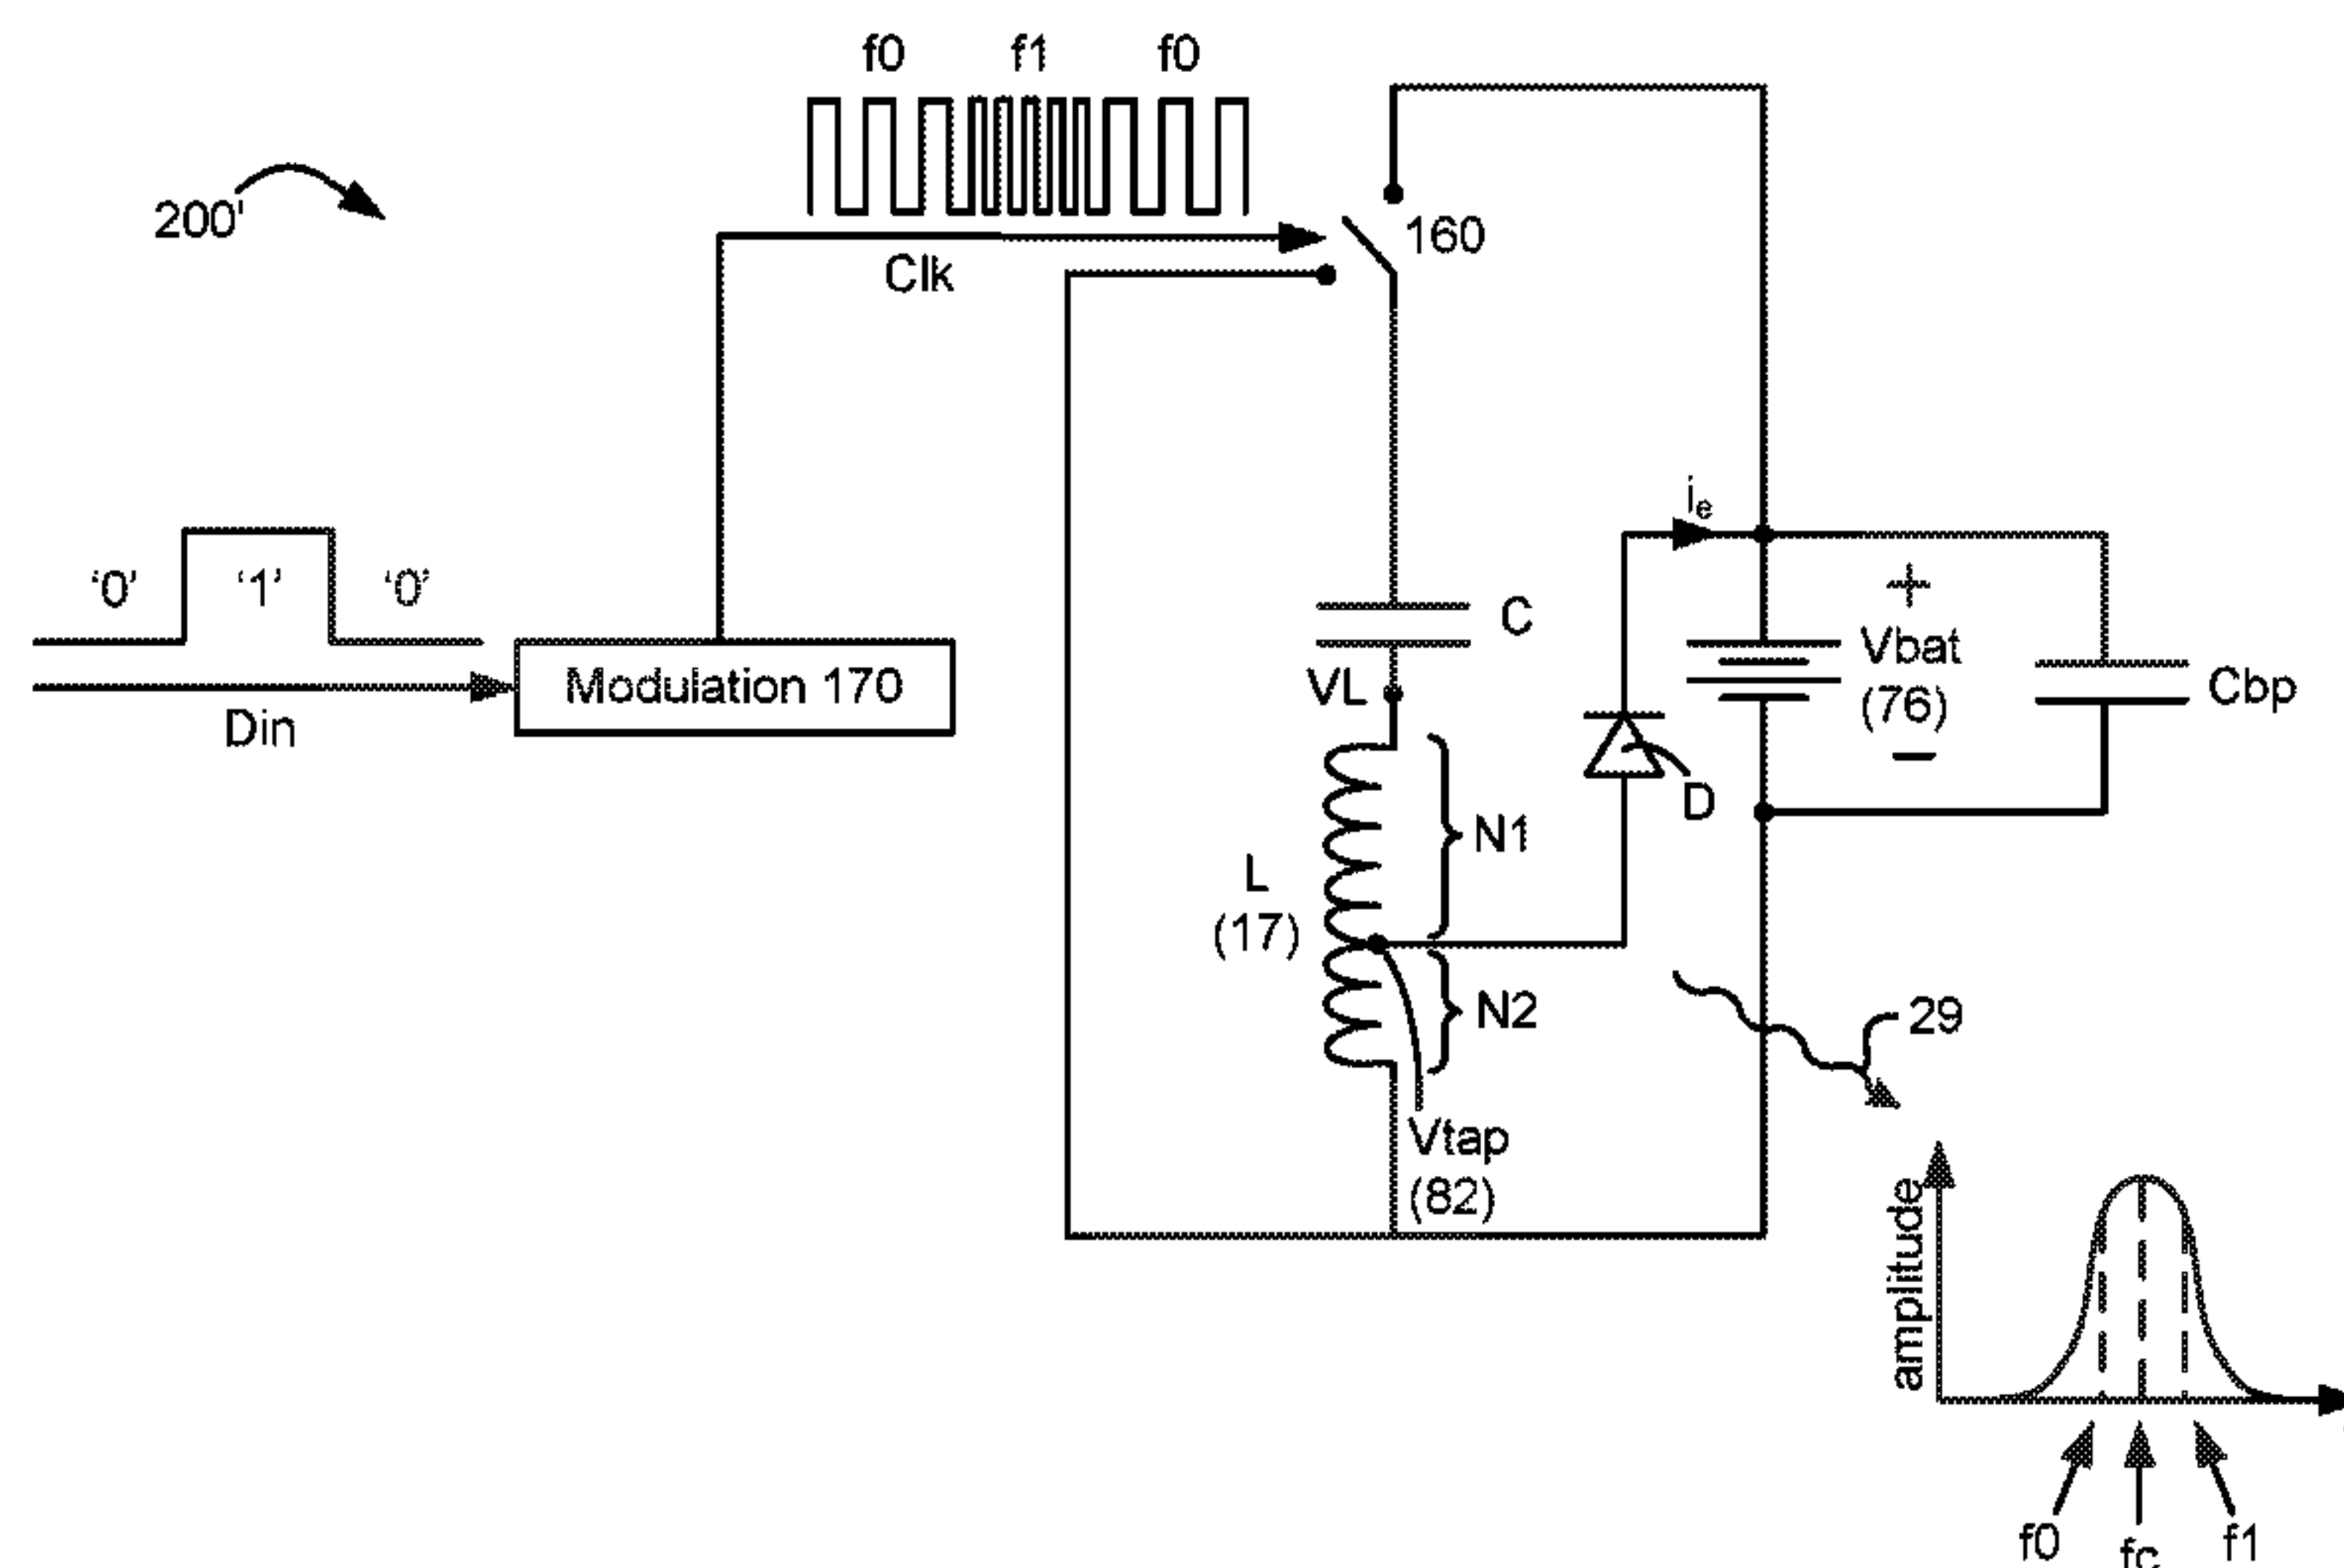 f0 f1 f0
200'
160
Clk
ie
'0' '1' '0'
+
Vbat
(76)
−
C
Modulation 170
VL
Cbp
Din
D
N1
L
(17)
N2
29
Vtap
(82)
amplitude
f0 fc f1